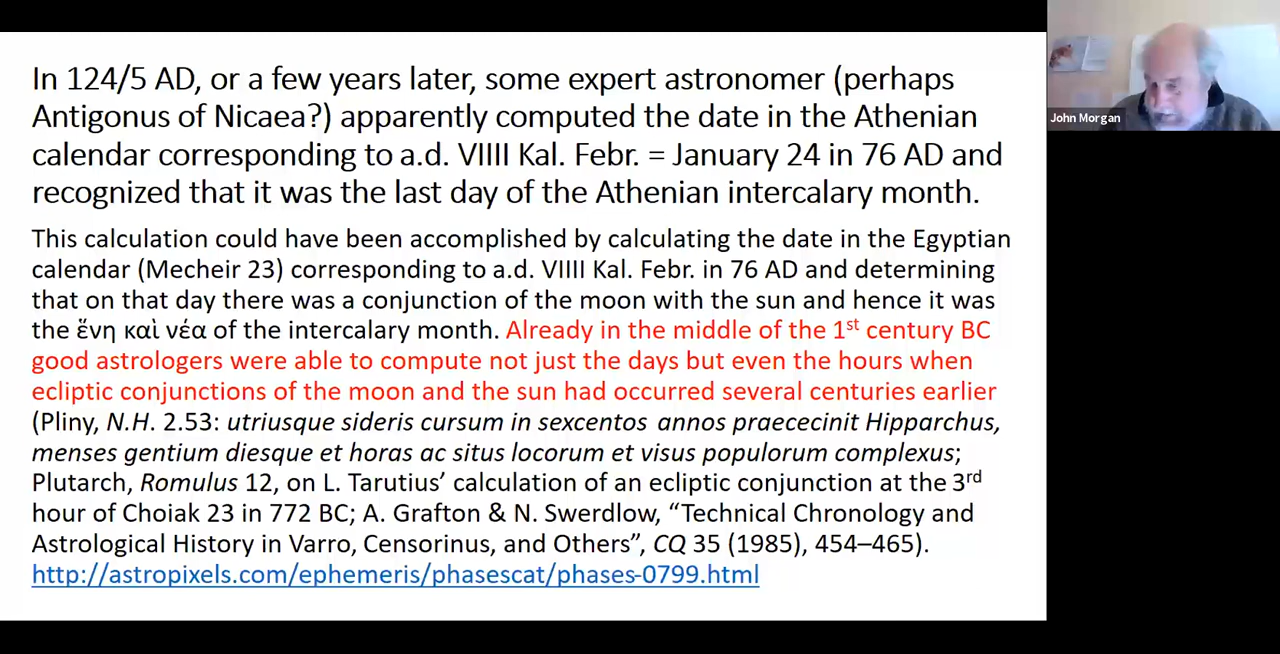 In 124/5 AD, or a few years later, some expert astronomer (perhaps
Antigonus of Nicaea?) apparently computed the date in the Athenian
calendar corresponding to a.d. VIIII Kal. Febr. = January 24 in 76 AD and
recognized that it was the last day of the Athenian intercalary month.
This calculation could have been accomplished by calculating the date in the Egyptian
calendar (Mecheir 23) corresponding to a.d. VIIII Kal. Febr. in 76 AD and determining
that on that day there was a conjunction of the moon with the sun and hence it was
the ἕνη καὶ νέα of the intercalary month. Already in the middle of the 1st century BC
good astrologers were able to compute not just the days but even the hours when
ecliptic conjunctions of the moon and the sun had occurred several centuries earlier
(Pliny, N.H. 2.53: utriusque sideris cursum in sexcentos annos praececinit Hipparchus,
menses gentium diesque et horas ac situs locorum et visus populorum complexus;
Plutarch, Romulus 12, on L. Tarutius’ calculation of an ecliptic conjunction at the 3rd
hour of Choiak 23 in 772 BC; A. Grafton & N. Swerdlow, “Technical Chronology and
Astrological History in Varro, Censorinus, and Others”, CQ 35 (1985), 454–465).
http://astropixels.com/ephemeris/phasescat/phases-0799.html
John Morgan